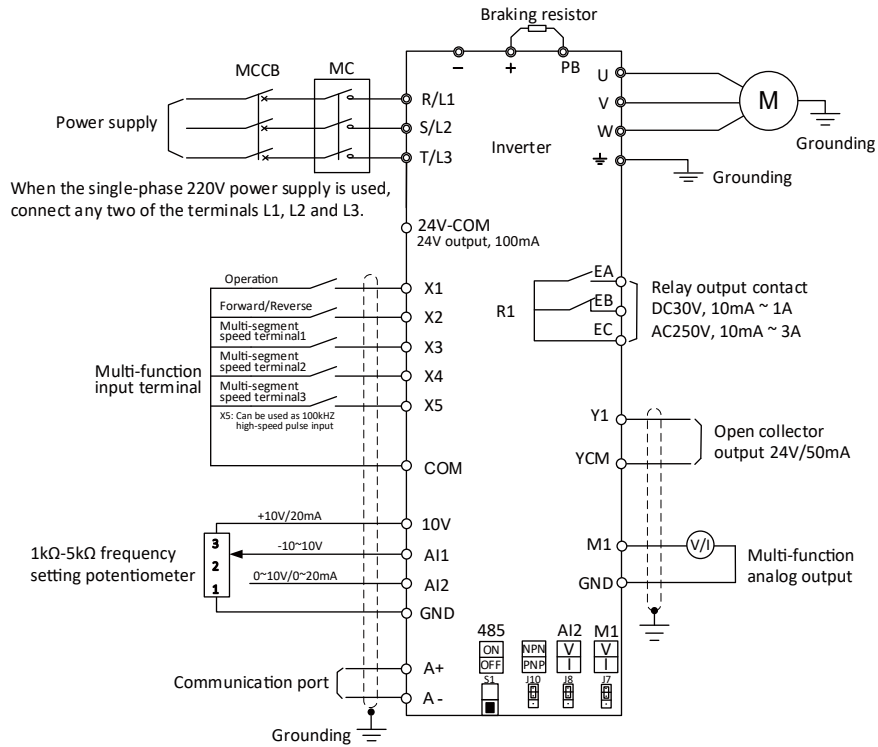 Braking resistor
MCCB
MC
−
+
PB
U
V
W
M
Grounding
Grounding
Power supply
R/L1
S/L2
T/L3
Inverter
When the single-phase 220V power supply is used,
connect any two of the terminals L1, L2 and L3.
24V-COM
24V output, 100mA
Operation
Forward/Reverse
Multi-segment
speed terminal1
Multi-segment
speed terminal2
Multi-segment
speed terminal3
X5: Can be used as 100kHZ
high-speed pulse input
Multi-function
input terminal
X1
X2
X3
X4
X5
COM
R1
EA
EB
EC
Relay output contact
DC30V, 10mA ~ 1A
AC250V, 10mA ~ 3A
Y1
YCM
Open collector
output 24V/50mA
1kΩ-5kΩ frequency
setting potentiometer
3
2
1
+10V/20mA
-10~10V
0~10V/0~20mA
10V
AI1
AI2
GND
M1
GND
V/I
Multi-function
analog output
485
ON
OFF
S1
NPN
PNP
J10
AI2
V
I
J8
M1
V
I
J7
Communication port
A+
A-
Grounding